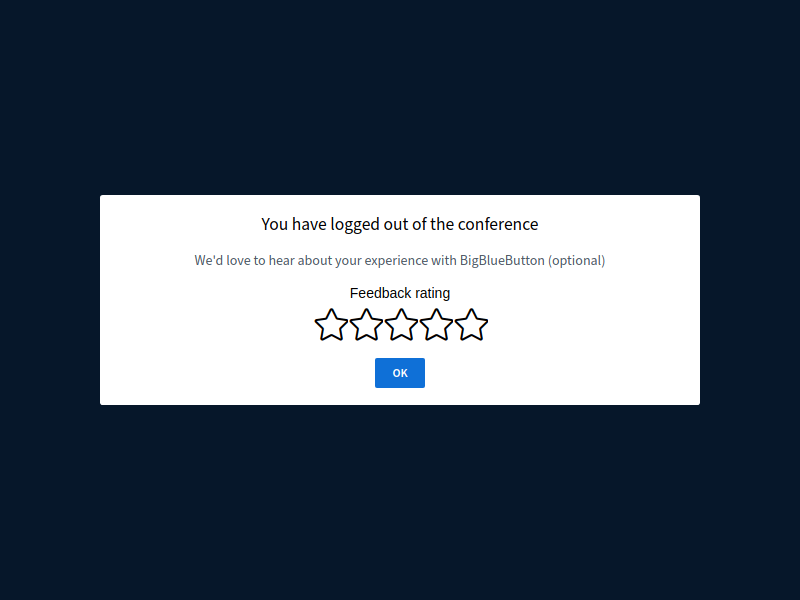 You have logged out of the conference
We'd love to hear about your experience with BigBlueButton (optional)
Feedback rating
OK